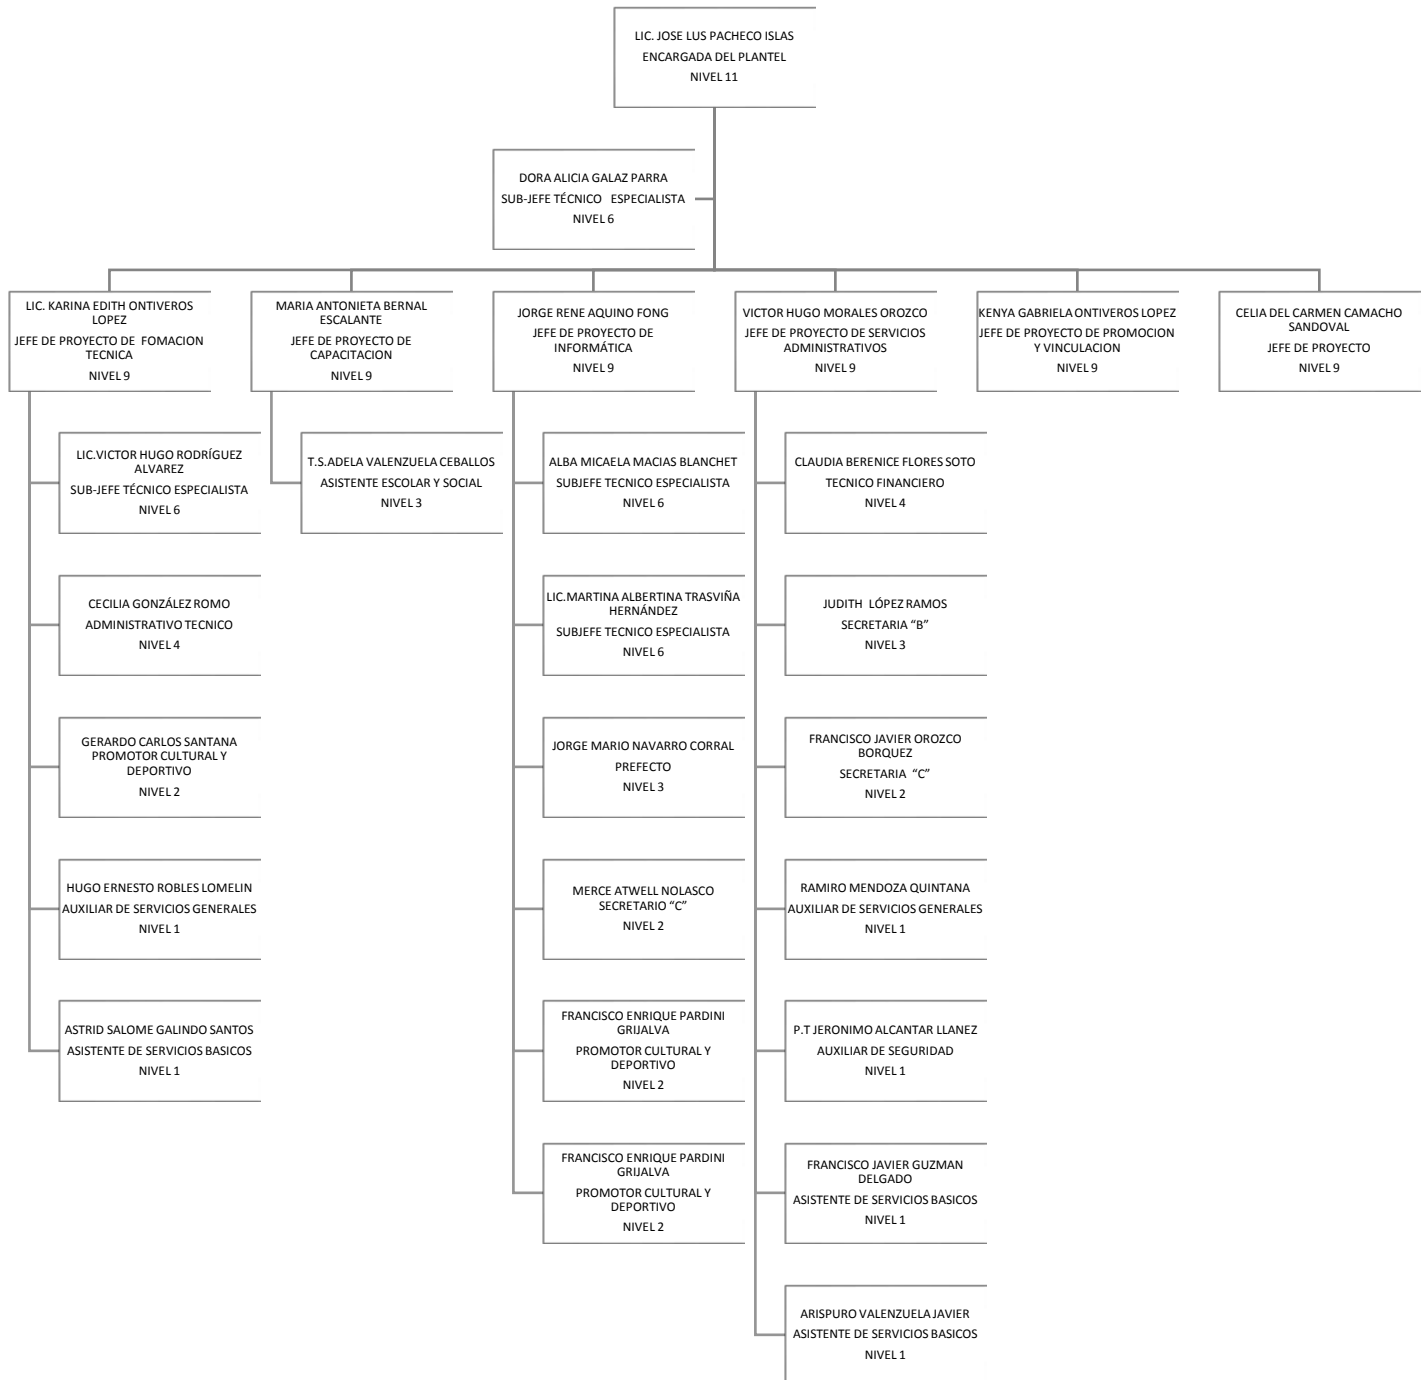 LIC. JOSE LUS PACHECO ISLAS
ENCARGADA DEL PLANTEL
NIVEL 11
DORA ALICIA GALAZ PARRA
SUB-JEFE TÉCNICO ESPECIALISTA
NIVEL 6
LIC. KARINA EDITH ONTIVEROS
LOPEZ
JEFE DE PROYECTO DE FOMACION
TECNICA
NIVEL 9
MARIA ANTONIETA BERNAL
ESCALANTE
JEFE DE PROYECTO DE
CAPACITACION
NIVEL 9
JORGE RENE AQUINO FONG
JEFE DE PROYECTO DE
INFORMÁTICA
NIVEL 9
VICTOR HUGO MORALES OROZCO
JEFE DE PROYECTO DE SERVICIOS
ADMINISTRATIVOS
NIVEL 9
KENYA GABRIELA ONTIVEROS LOPEZ
JEFE DE PROYECTO DE PROMOCION
Y VINCULACION
NIVEL 9
CELIA DEL CARMEN CAMACHO
SANDOVAL
JEFE DE PROYECTO
NIVEL 9
LIC.VICTOR HUGO RODRÍGUEZ
ALVAREZ
SUB-JEFE TÉCNICO ESPECIALISTA
NIVEL 6
CECILIA GONZÁLEZ ROMO
ADMINISTRATIVO TECNICO
NIVEL 4
GERARDO CARLOS SANTANA
PROMOTOR CULTURAL Y
DEPORTIVO
NIVEL 2
HUGO ERNESTO ROBLES LOMELIN
AUXILIAR DE SERVICIOS GENERALES
NIVEL 1
ASTRID SALOME GALINDO SANTOS
ASISTENTE DE SERVICIOS BASICOS
NIVEL 1
T.S.ADELA VALENZUELA CEBALLOS
ASISTENTE ESCOLAR Y SOCIAL
NIVEL 3
ALBA MICAELA MACIAS BLANCHET
SUBJEFE TECNICO ESPECIALISTA
NIVEL 6
LIC.MARTINA ALBERTINA TRASVIÑA
HERNÁNDEZ
SUBJEFE TECNICO ESPECIALISTA
NIVEL 6
JORGE MARIO NAVARRO CORRAL
PREFECTO
NIVEL 3
MERCE ATWELL NOLASCO
SECRETARIO “C”
NIVEL 2
FRANCISCO ENRIQUE PARDINI
GRIJALVA
PROMOTOR CULTURAL Y
DEPORTIVO
NIVEL 2
FRANCISCO ENRIQUE PARDINI
GRIJALVA
PROMOTOR CULTURAL Y
DEPORTIVO
NIVEL 2
CLAUDIA BERENICE FLORES SOTO
TECNICO FINANCIERO
NIVEL 4
JUDITH LÓPEZ RAMOS
SECRETARIA “B”
NIVEL 3
FRANCISCO JAVIER OROZCO
BORQUEZ
SECRETARIA “C”
NIVEL 2
RAMIRO MENDOZA QUINTANA
AUXILIAR DE SERVICIOS GENERALES
NIVEL 1
P.T JERONIMO ALCANTAR LLANEZ
AUXILIAR DE SEGURIDAD
NIVEL 1
FRANCISCO JAVIER GUZMAN
DELGADO
ASISTENTE DE SERVICIOS BASICOS
NIVEL 1
ARISPURO VALENZUELA JAVIER
ASISTENTE DE SERVICIOS BASICOS
NIVEL 1